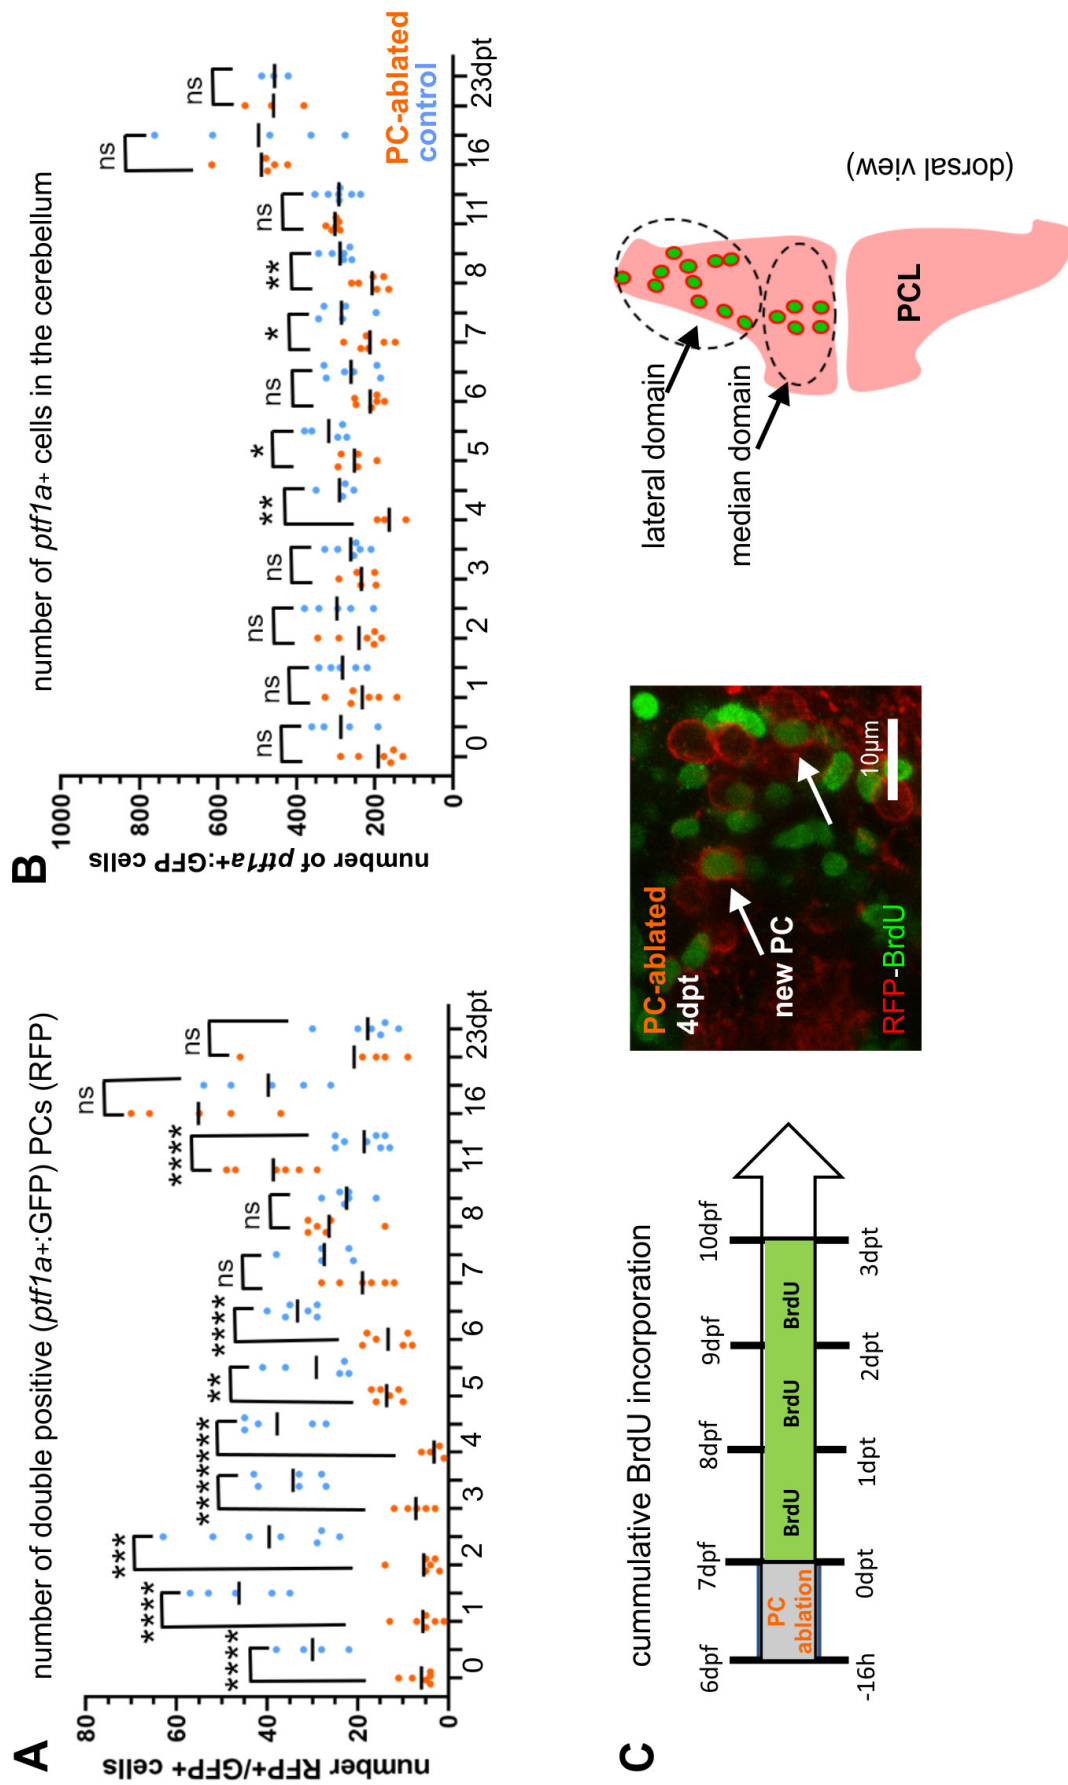 A
number of double positive (ptf1a+:GFP) PCs (RFP)
number RFP+/GFP+ cells
80
60
40
20
0
****
****
***
****
****
**
****
ns
ns
****
ns
ns
0 1 2 3 4 5 6 7 8 11 16 23dpt
B
number of ptf1a+ cells in the cerebellum
number of ptf1a+:GFP cells
1000
8000
6000
4000
2000
0
ns
ns
ns
ns
**
*
ns
*
**
ns
ns
ns
0 1 2 3 4 5 6 7 8 11 16 23dpt
PC-ablated
control
C
cummulative BrdU incorporation
6dpf 7dpf 8dpf 9dpf 10dpf
PC
ablation
BrdU BrdU BrdU
-16h 0dpt 1dpt 2dpt 3dpt
PC-ablated
4dpt
new PC
RFP-BrdU
10µm
lateral domain
median domain
PCL
(dorsal view)